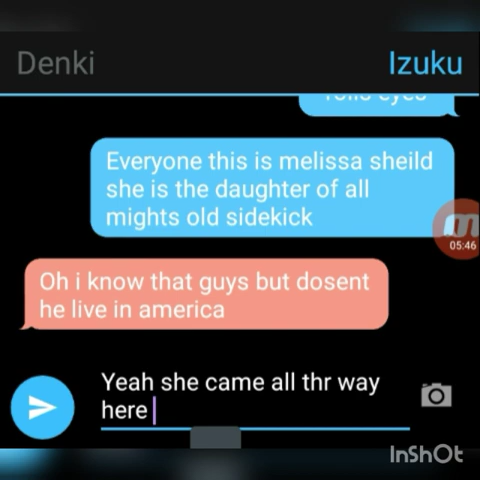 Denki
Izuku
Everyone this is melissa sheild
she is the daughter of all
mights old sidekick
05:46
Oh i know that guys but dosent
he live in america
Yeah she came all thr way
here
InShOt